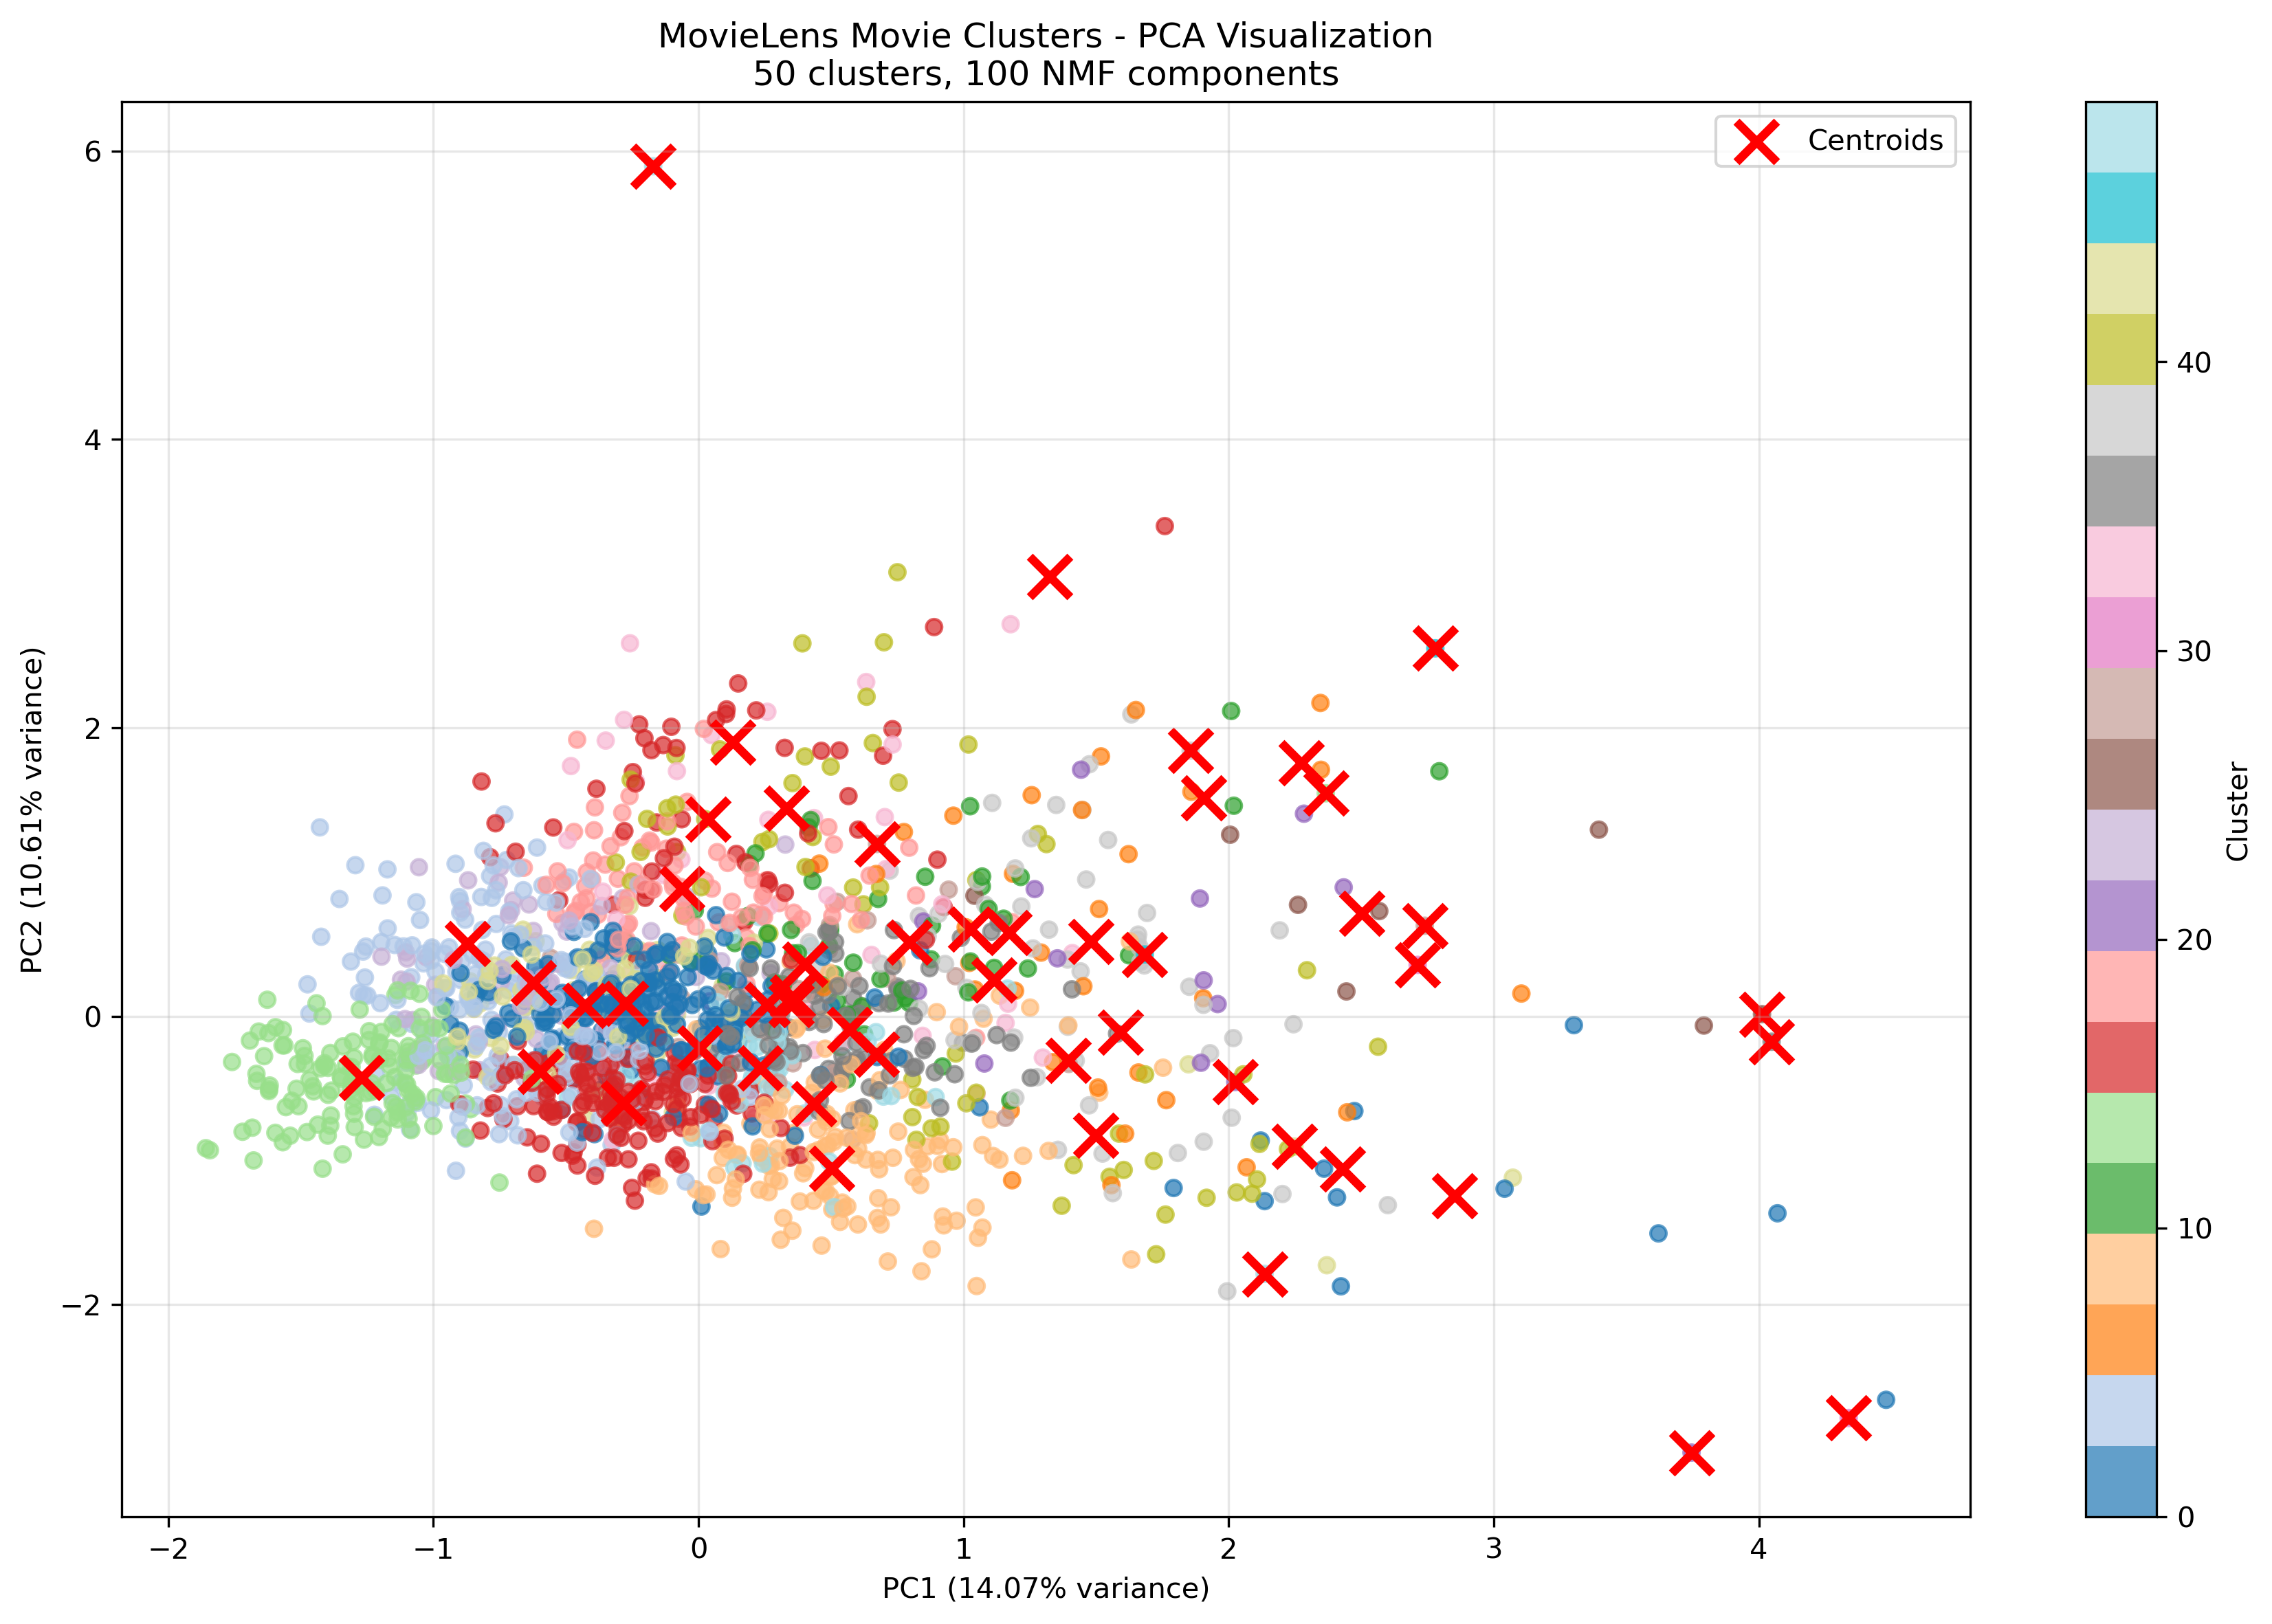 MovieLens Movie Clusters - PCA Visualization
50 clusters, 100 NMF components
Centroids
6
4
2
0
−2
PC2 (10.61% variance)
−2
−1
0
1
2
3
4
PC1 (14.07% variance)
40
30
20
10
0
Cluster